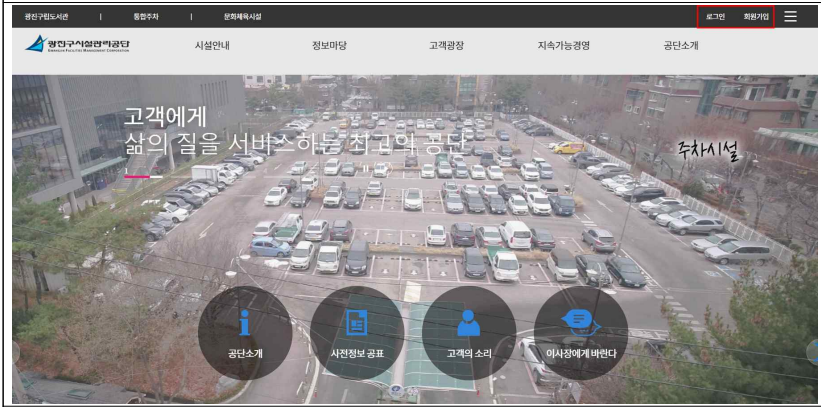 광진구립도서관 | 통합주차 | 문화체육시설 로그인 회원가입
광진구시설관리공단 시설안내 정보마당 고객광장 지속가능경영 공단소개
GWANGJIN FACILITIES MANAGEMENT CORPORATION
고객에게
삶의 질을 서비스하는 최고의 공단
주차시설
공단소개 사전정보 공표 고객의 소리 이사장에게 바란다